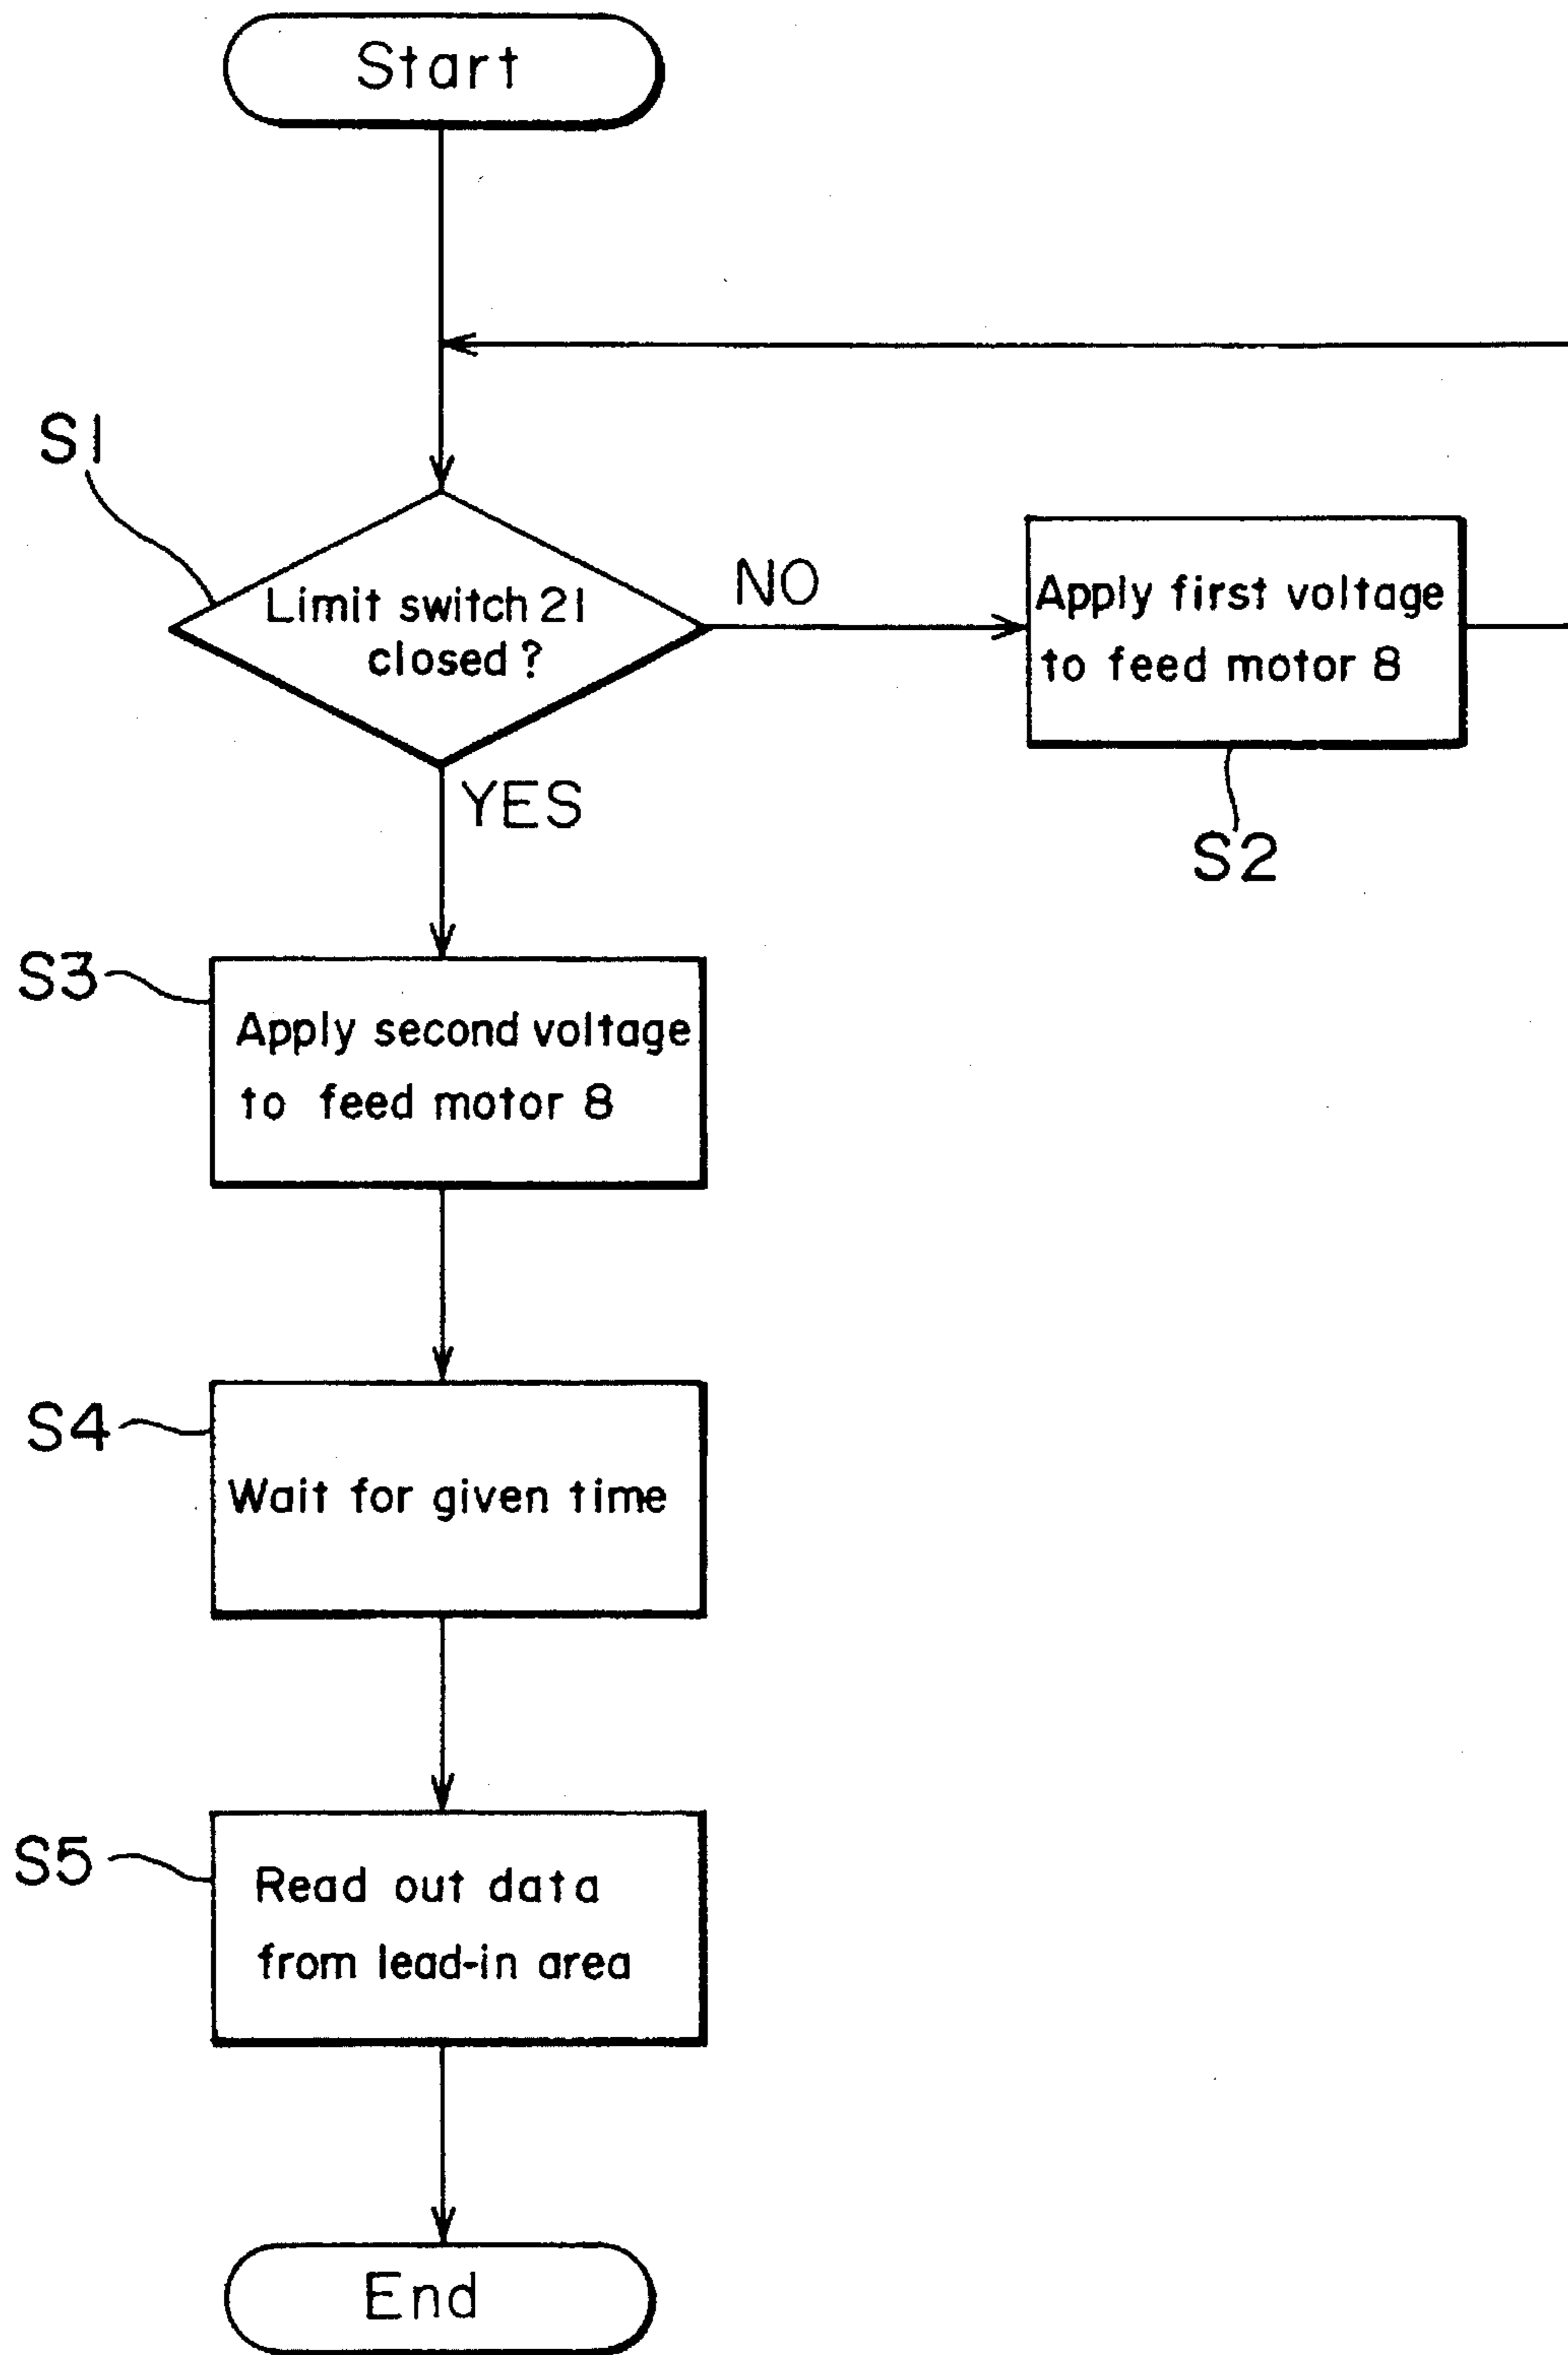 Start
S1
Limit switch 21
closed?
NO
Apply first voltage
to feed motor 8
S2
YES
S3
Apply second voltage
to feed motor 8
S4
Wait for given time
S5
Read out data
from lead-in area
End